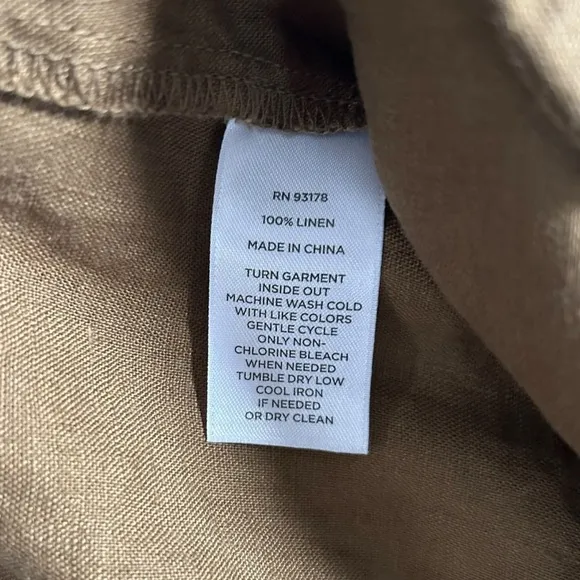 RN 93178
100% LINEN
MADE IN CHINA
TURN GARMENT
INSIDE OUT
MACHINE WASH COLD
WITH LIKE COLORS
GENTLE CYCLE
ONLY NON-
CHLORINE BLEACH
WHEN NEEDED
TUMBLE DRY LOW
COOL IRON
IF NEEDED
OR DRY CLEAN